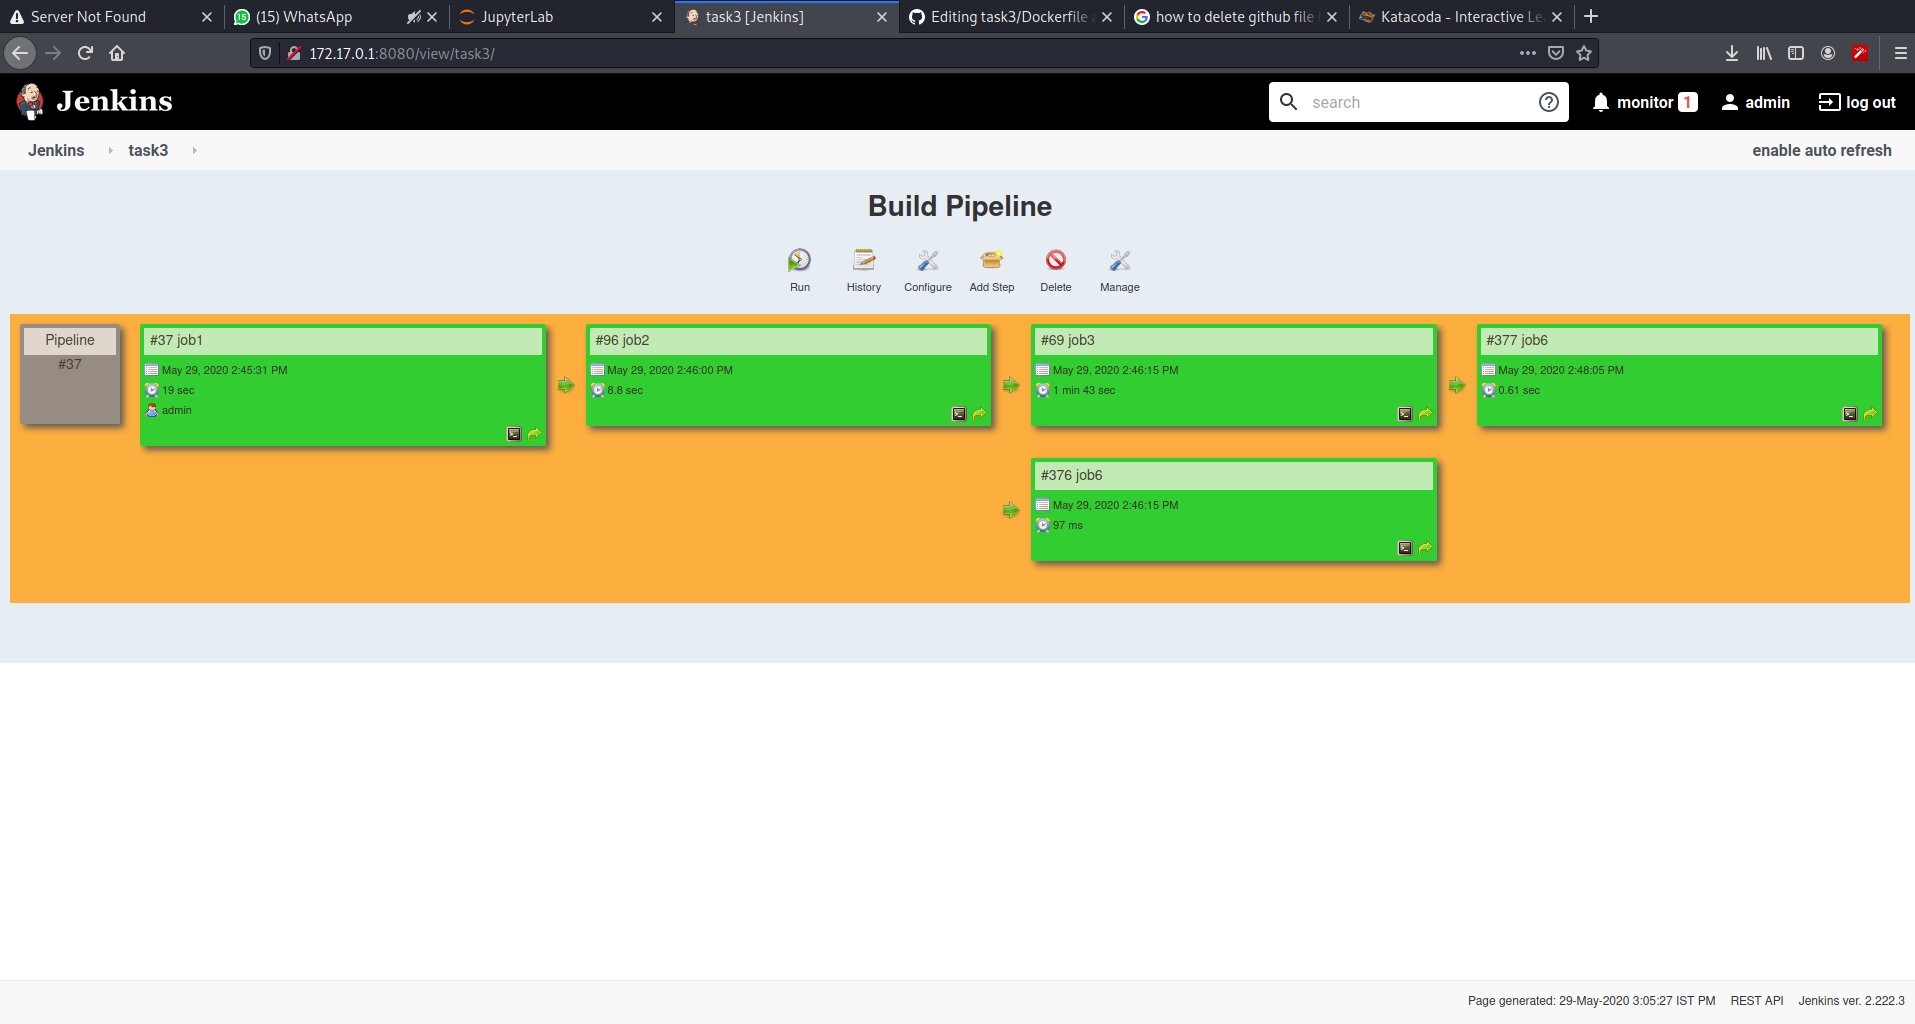 Server Not Found
(15) WhatsApp
JupyterLab
task3 [Jenkins]
Editing task3/Dockerfile
how to delete github file
Katacoda - Interactive Le
172.17.0.1:8080/view/task3/
Jenkins
search
monitor 1
admin
log out
Jenkins
task3
enable auto refresh
Build Pipeline
Run
History
Configure
Add Step
Delete
Manage
Pipeline
#37
#37 job1
May 29, 2020 2:45:31 PM
19 sec
admin
#96 job2
May 29, 2020 2:46:00 PM
8.8 sec
#69 job3
May 29, 2020 2:46:15 PM
1 min 43 sec
#377 job6
May 29, 2020 2:48:05 PM
0.61 sec
#376 job6
May 29, 2020 2:46:15 PM
97 ms
Page generated: 29-May-2020 3:05:27 IST PM
REST API
Jenkins ver. 2.222.3